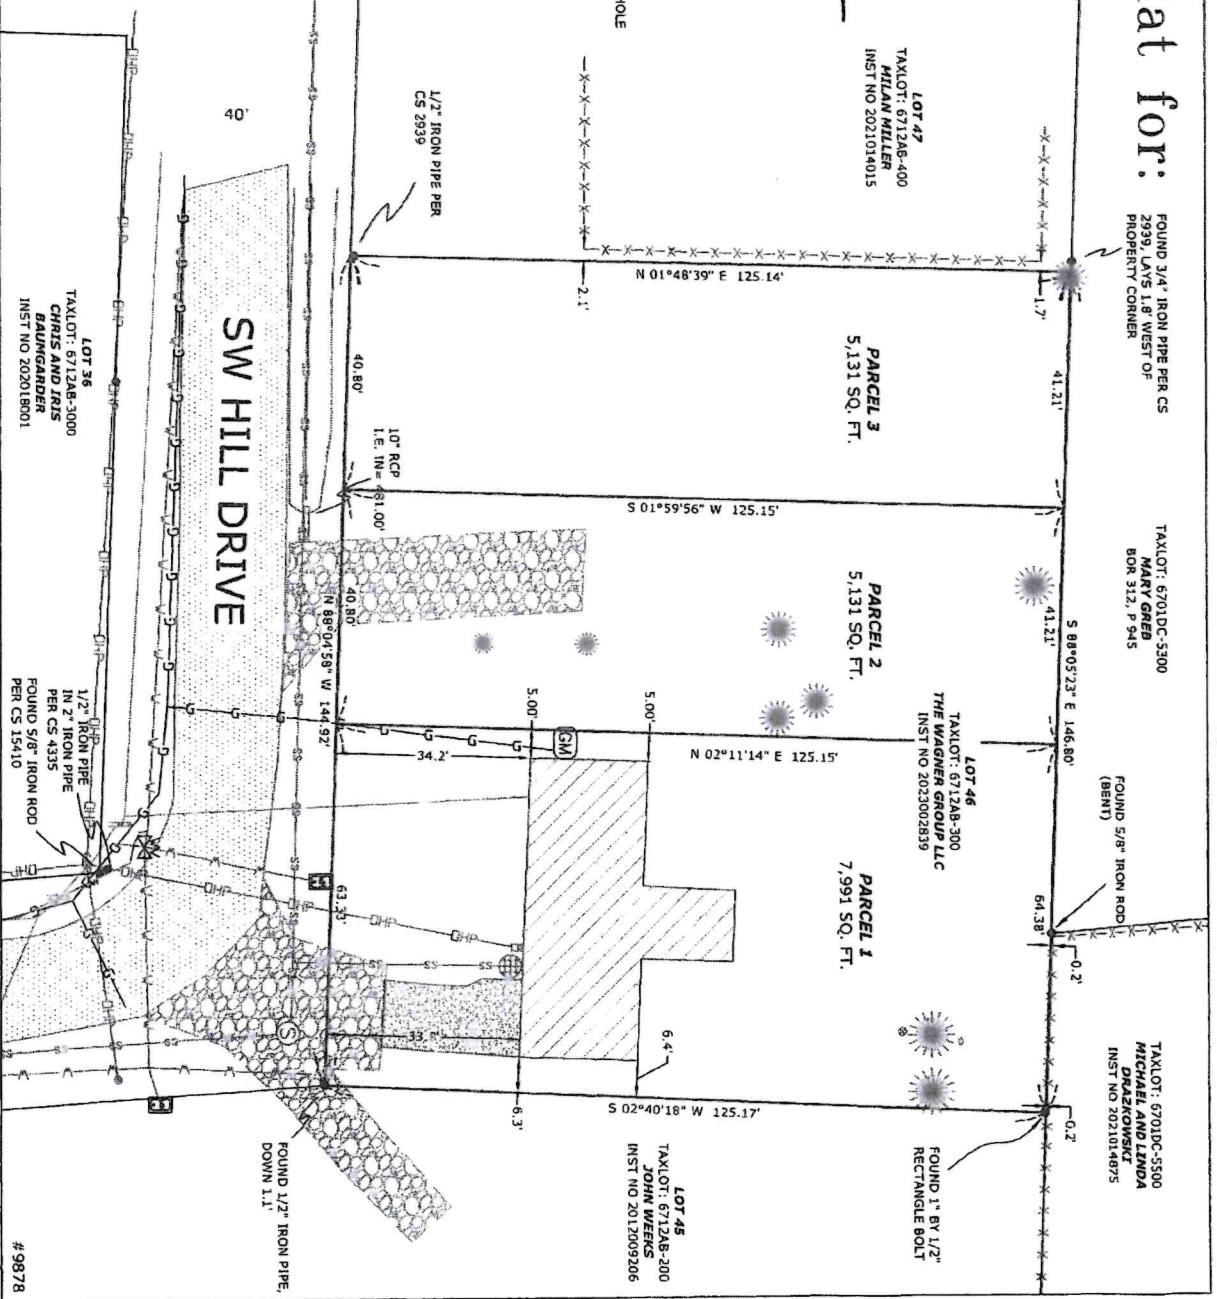 at for:
FOUND 3/4" IRON PIPE PER CS
2939, LAYS 1.8' WEST OF
PROPERTY CORNER
TAXLOT: 6701DC-5300
MARY GREB
BOR 312, P 945
FOUND 5/8" IRON ROD
(BENT)
TAXLOT: 6701DC-5500
MICHAEL AND LINDA
DRAZKOWSKI
INST NO 2021014875
41.21'
41.21'
S 88°05'23" E 146.80'
64.38'
0.2'
0.2'
1.7'
HOLE
LOT 47
TAXLOT: 6712AB-400
MILAN MILLER
INST NO 2021014015
N 01°48'39" E 125.14'
2.1'
PARCEL 3
5,131 SQ. FT.
S 01°59'56" W 125.15'
PARCEL 2
5,131 SQ. FT.
LOT 46
TAXLOT: 6712AB-300
THE WAGNER GROUP LLC
INST NO 2023002839
N 02°11'14" E 125.15'
PARCEL 1
7,991 SQ. FT.
FOUND 1" BY 1/2"
RECTANGLE BOLT
S 02°40'18" W 125.17'
LOT 45
TAXLOT: 6712AB-200
JOHN WEEKS
INST NO 2012009206
5.00'
5.00'
GM
34.2'
6.4'
6.3'
1/2" IRON PIPE PER
CS 2939
40.80'
10" RCP
40.80'
N 88°04'58" W 144.92'
63.33'
S
FOUND 1/2" IRON PIPE,
DOWN 1.1'
40'
SW HILL DRIVE
LOT 36
TAXLOT: 6712AB-3000
CHRIS AND IRIS
BAUMGARDER
INST NO 202018001
1/2" IRON PIPE
IN 2" IRON PIPE
PER CS 4335
FOUND 5/8" IRON ROD
PER CS 15410
#9878